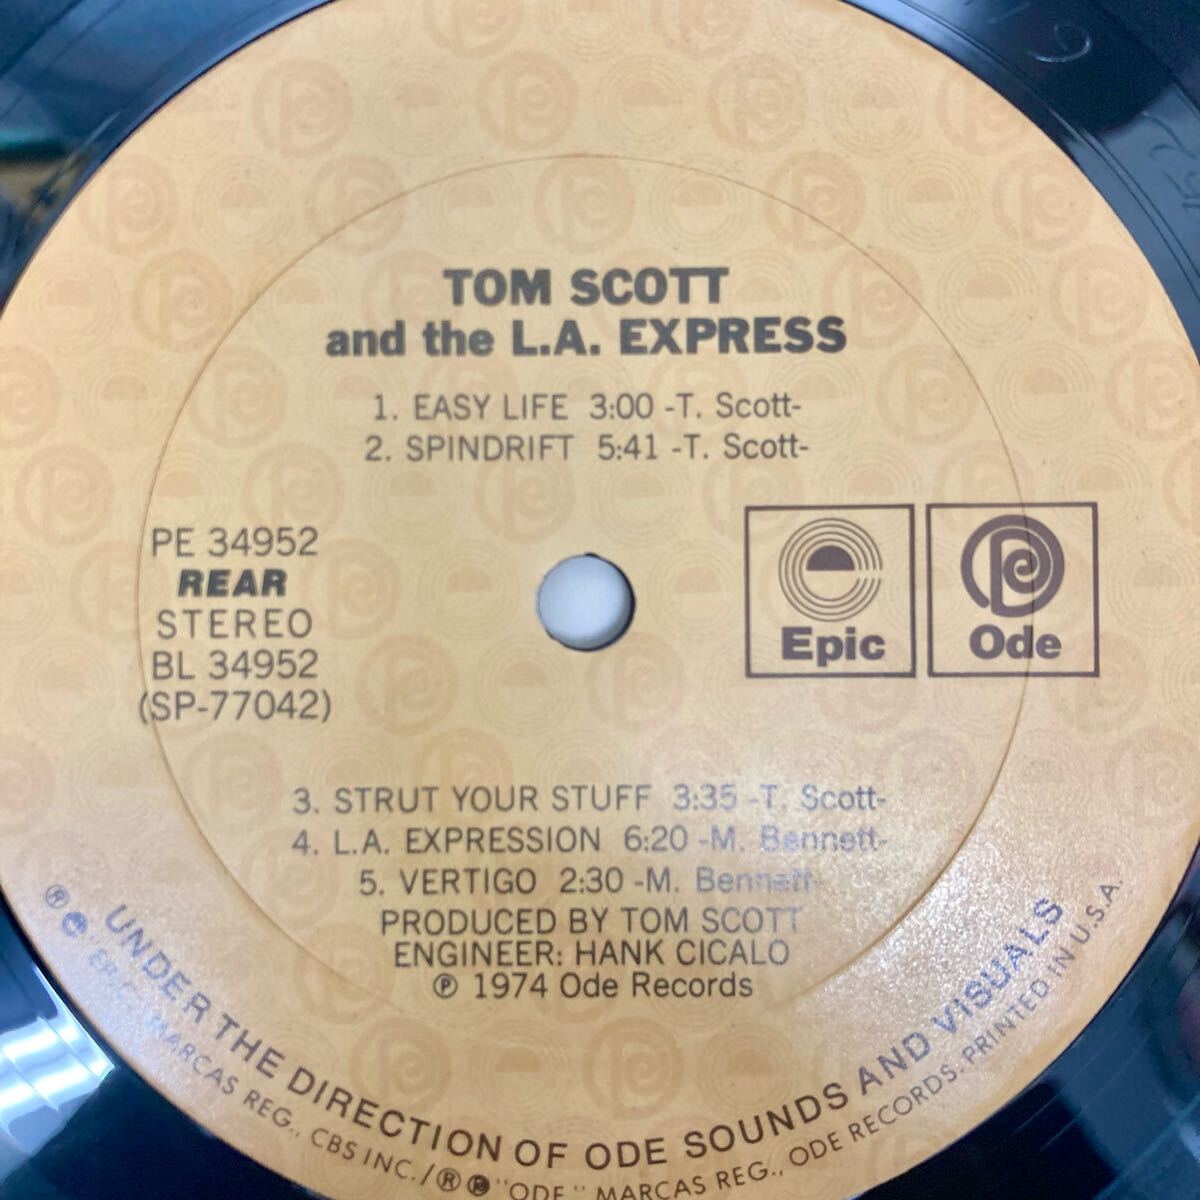 TOM SCOTT
and the L.A. EXPRESS
1. EASY LIFE 3:00 -T. Scott-
2. SPINDRIFT 5:41 -T. Scott-
PE 34952
REAR
STEREO
BL 34952
(SP-77042)
Epic
Ode
3. STRUT YOUR STUFF 3:35 -T. Scott-
4. L.A. EXPRESSION 6:20 -M. Bennett-
5. VERTIGO 2:30 -M. Bennett-
PRODUCED BY TOM SCOTT
ENGINEER: HANK CICALO
℗ 1974 Ode Records
UNDER THE DIRECTION OF ODE SOUNDS AND VISUALS
® "EPIC" MARCAS REG., CBS INC./® "ODE" MARCAS REG., ODE RECORDS. PRINTED IN U.S.A.